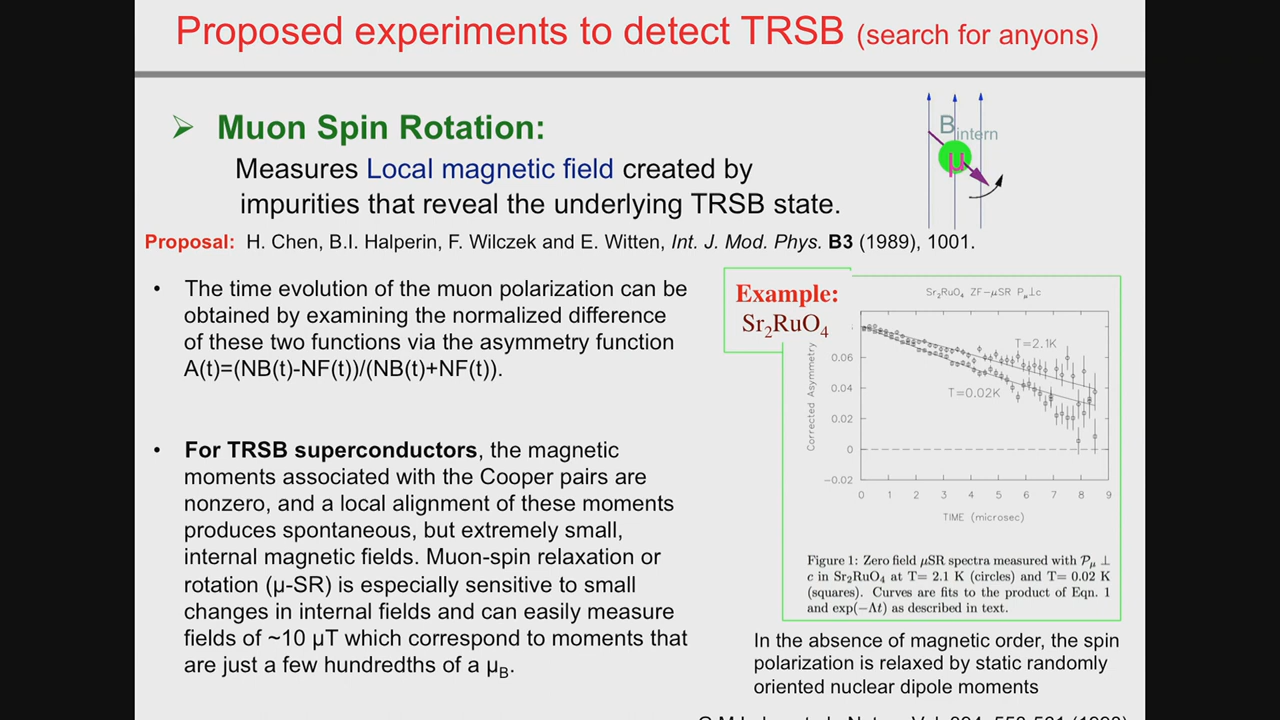 Proposed experiments to detect TRSB (search for anyons)
➢ Muon Spin Rotation:
Measures Local magnetic field created by
impurities that reveal the underlying TRSB state.
B intern
μ
Proposal: H. Chen, B.I. Halperin, F. Wilczek and E. Witten, Int. J. Mod. Phys. B3 (1989), 1001.
• The time evolution of the muon polarization can be
obtained by examining the normalized difference
of these two functions via the asymmetry function
A(t)=(NB(t)-NF(t))/(NB(t)+NF(t)).
• For TRSB superconductors, the magnetic
moments associated with the Cooper pairs are
nonzero, and a local alignment of these moments
produces spontaneous, but extremely small,
internal magnetic fields. Muon-spin relaxation or
rotation (μ-SR) is especially sensitive to small
changes in internal fields and can easily measure
fields of ~10 μT which correspond to moments that
are just a few hundredths of a μB.
Example:
Sr2RuO4
Sr2RuO4 ZF-μSR Pμ⊥c
Corrected Asymmetry
0.06
0.04
0.02
0
-0.02
T=2.1K
T=0.02K
0 1 2 3 4 5 6 7 8 9
TIME (microsec)
Figure 1: Zero field μSR spectra measured with Pμ ⊥
c in Sr2RuO4 at T= 2.1 K (circles) and T= 0.02 K
(squares). Curves are fits to the product of Eqn. 1
and exp(−Λt) as described in text.
In the absence of magnetic order, the spin
polarization is relaxed by static randomly
oriented nuclear dipole moments